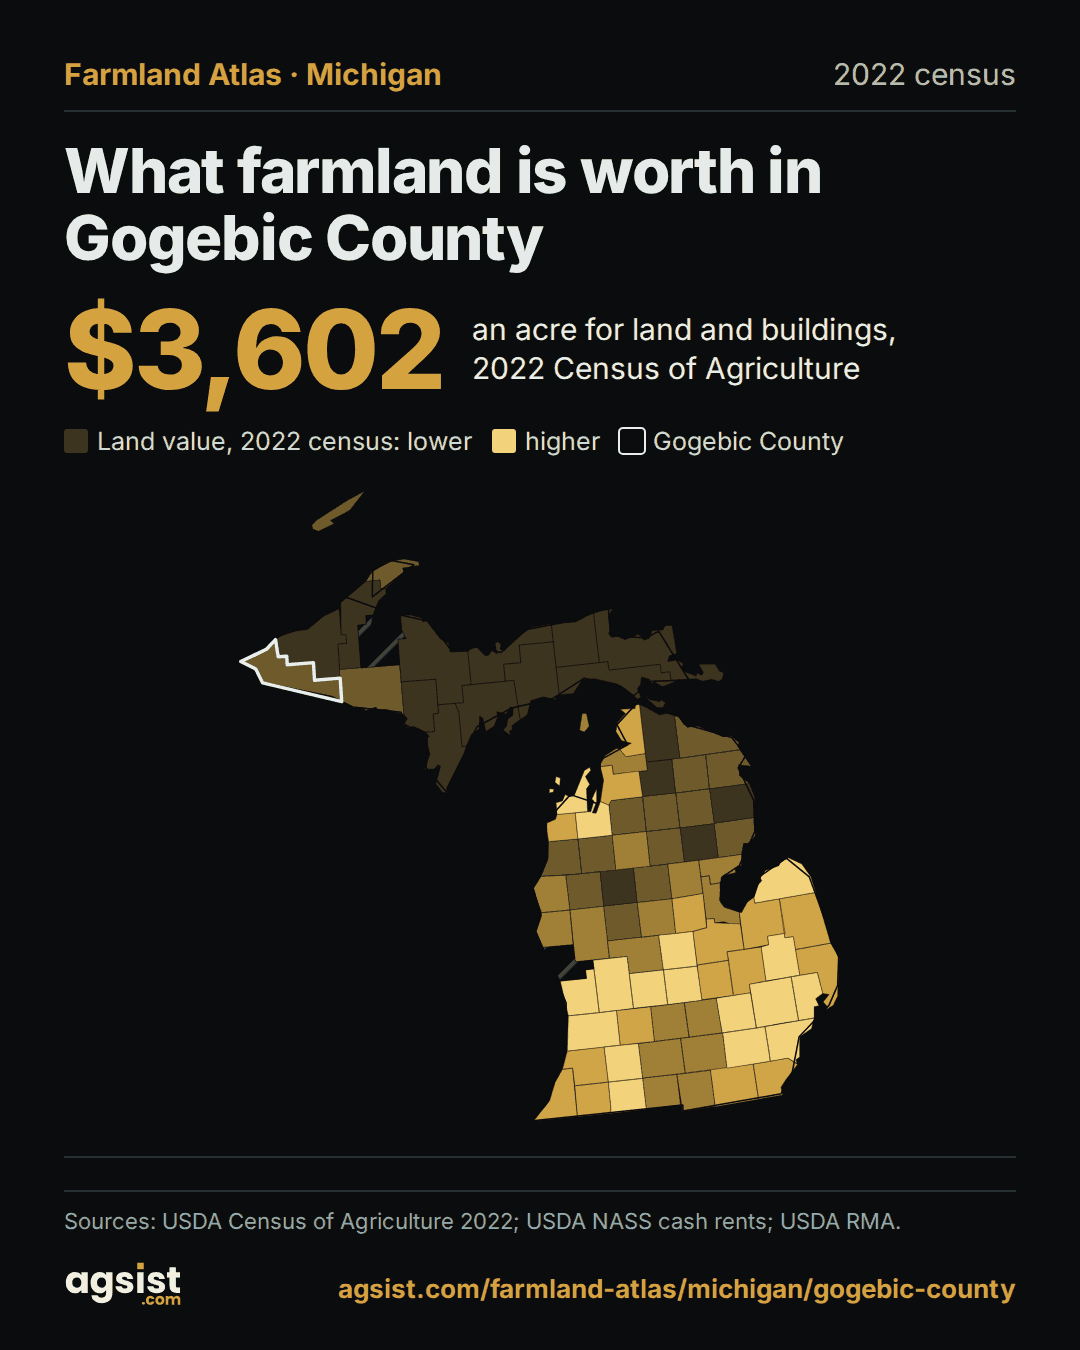 Farmland Atlas · Michigan
2022 census
What farmland is worth in
Gogebic County
$3,602
an acre for land and buildings,
2022 Census of Agriculture
Land value, 2022 census: lower
higher
Gogebic County
Sources: USDA Census of Agriculture 2022; USDA NASS cash rents; USDA RMA.
agsist
.com
agsist.com/farmland-atlas/michigan/gogebic-county